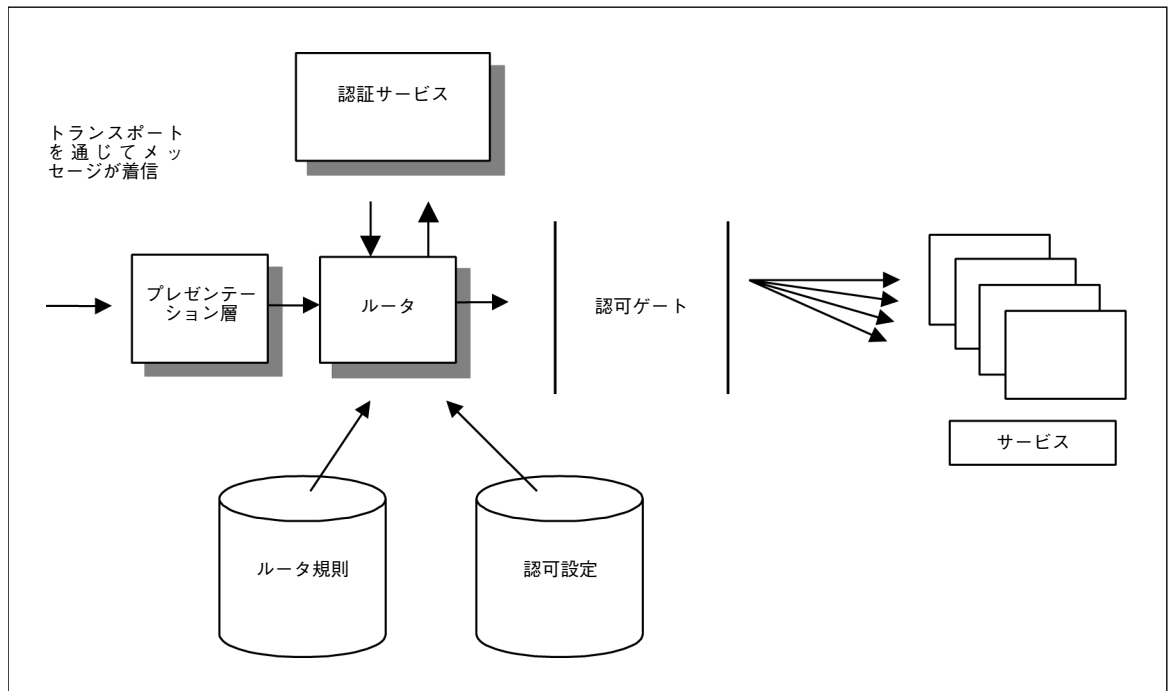 認証サービス
トランスポート
を通じてメッ
セージが着信
プレゼンテー
ション層
ルータ
認可ゲート
サービス
ルータ規則
認可設定